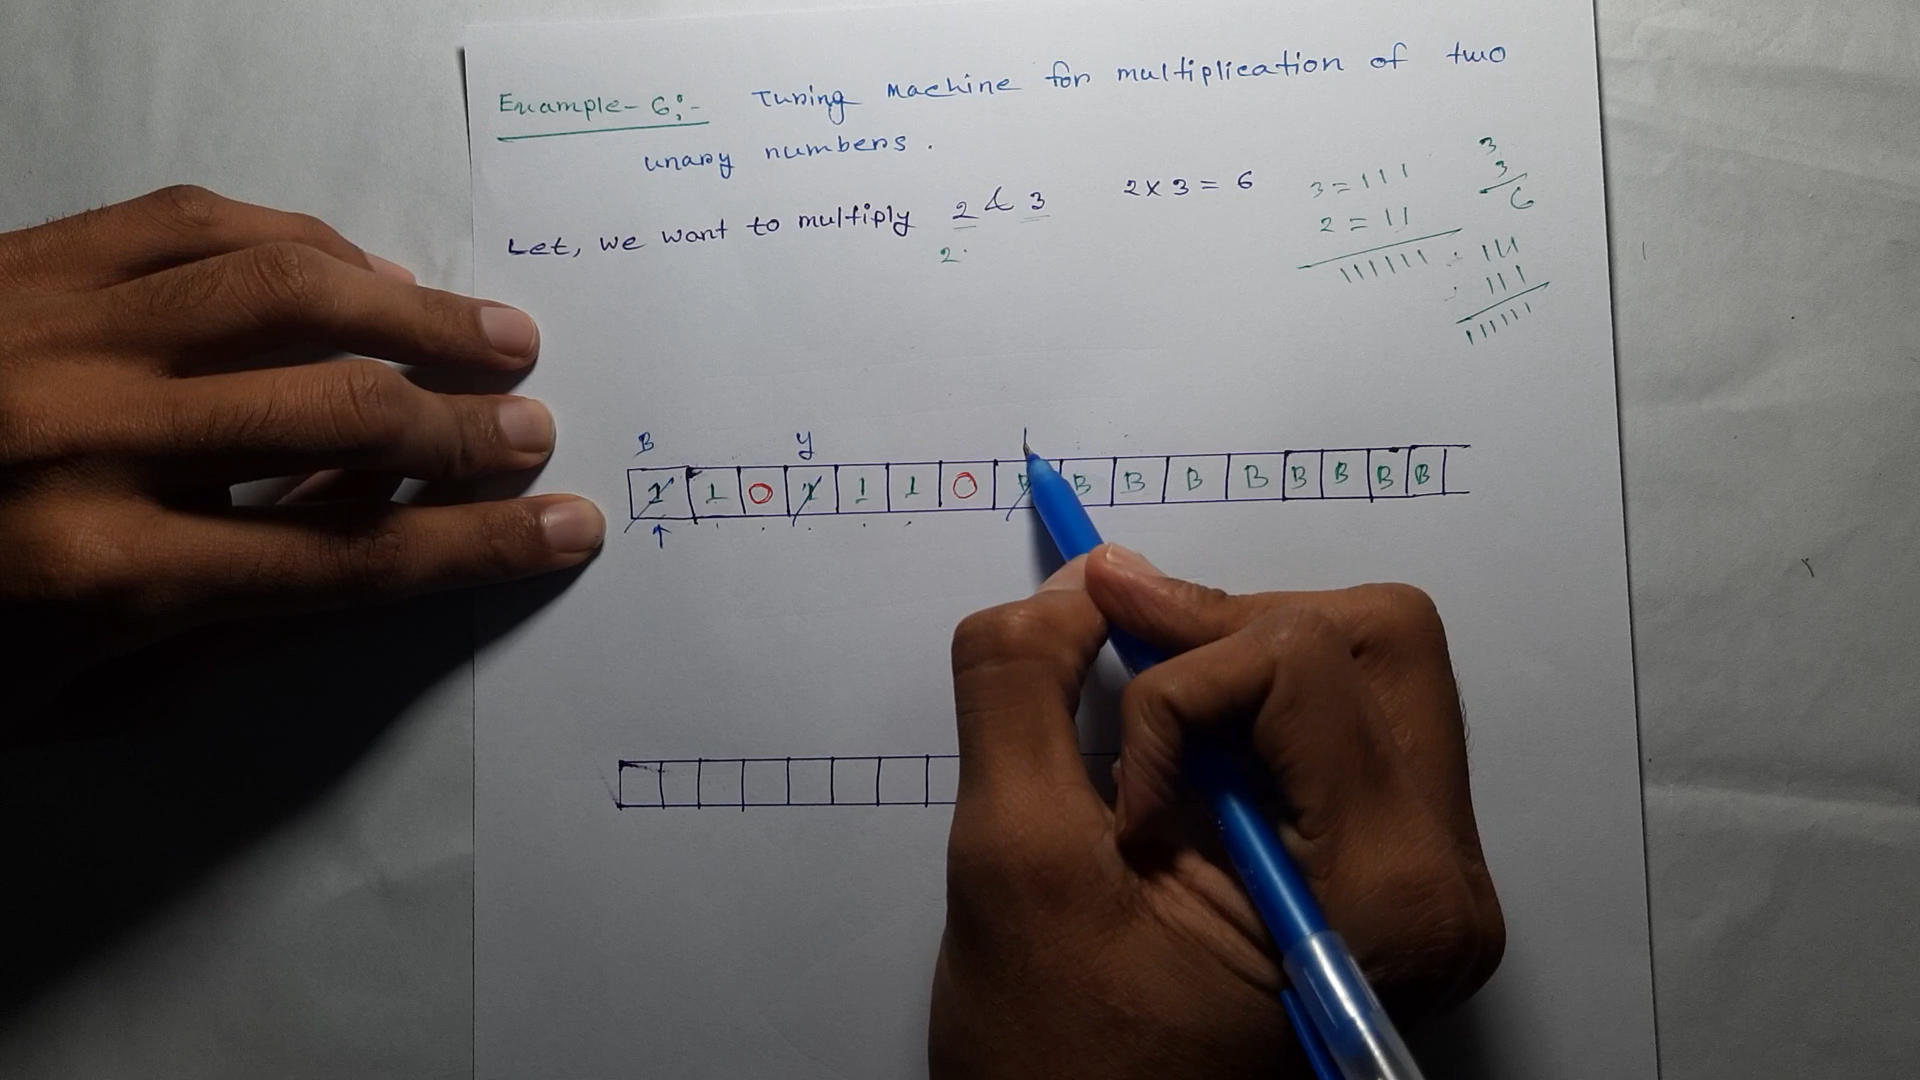 Example-6:-  Turing Machine for multiplication of two
unary numbers.
Let, we want to multiply 2 & 3
2 x 3 = 6
2.
3 = 111
2 = 11
111111
3
3
6
111
111
111111
B y 1
1 1 0 1 1 1 0 B B B B B B B B B